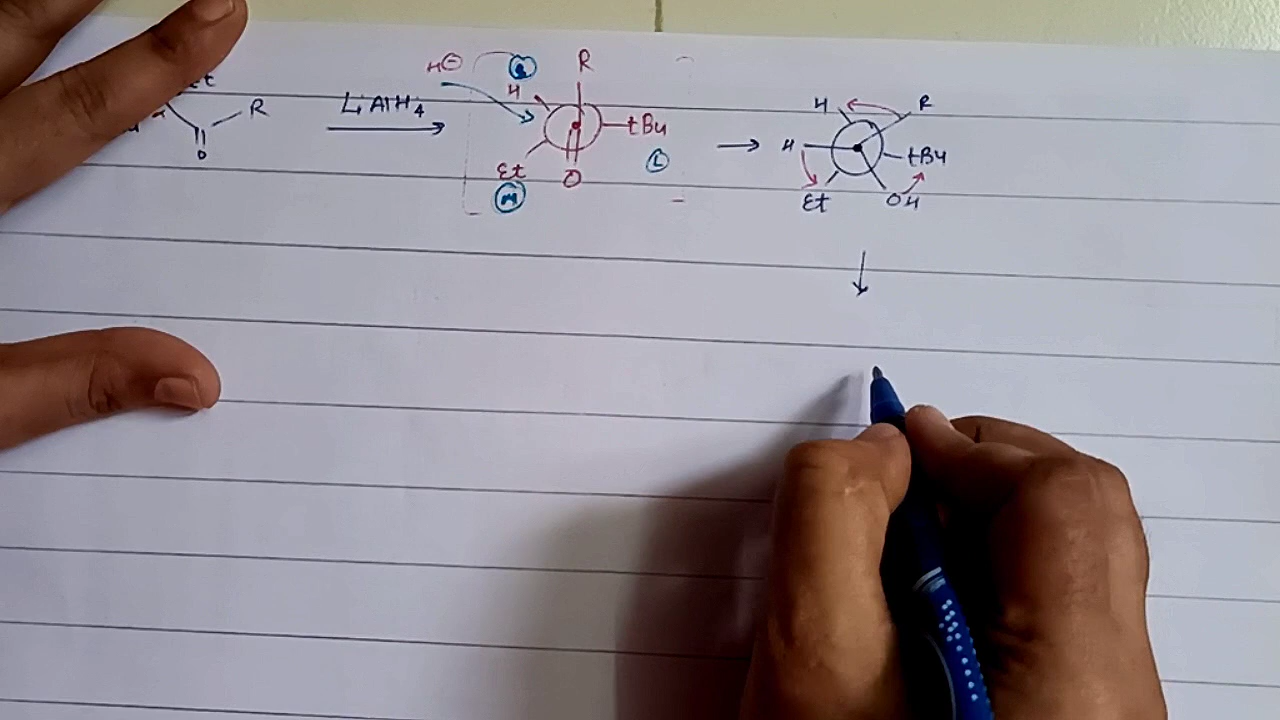 H⊖ S R
H H R
R LiAlH4 tBu H tBu
O Et O L Et OH
M